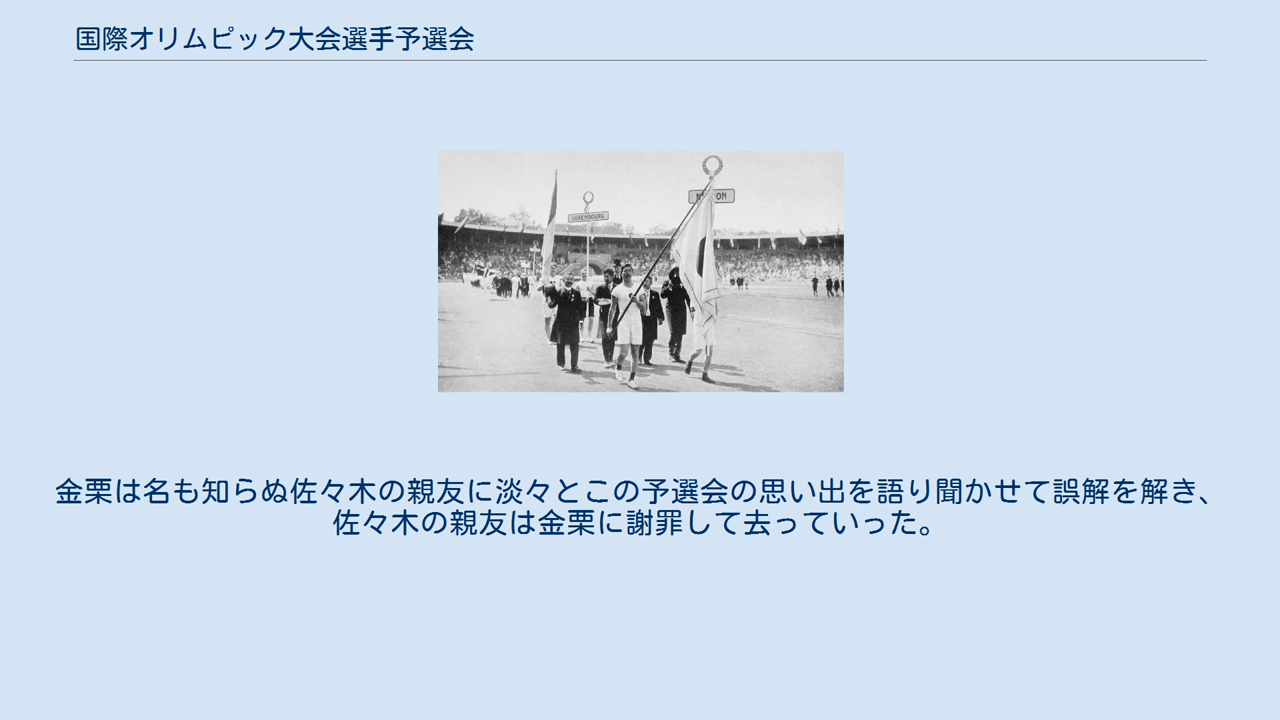 国際オリムピック大会選手予選会
LUXEMBOURG
金栗は名も知らぬ佐々木の親友に淡々とこの予選会の思い出を語り聞かせて誤解を解き、
佐々木の親友は金栗に謝罪して去っていった。